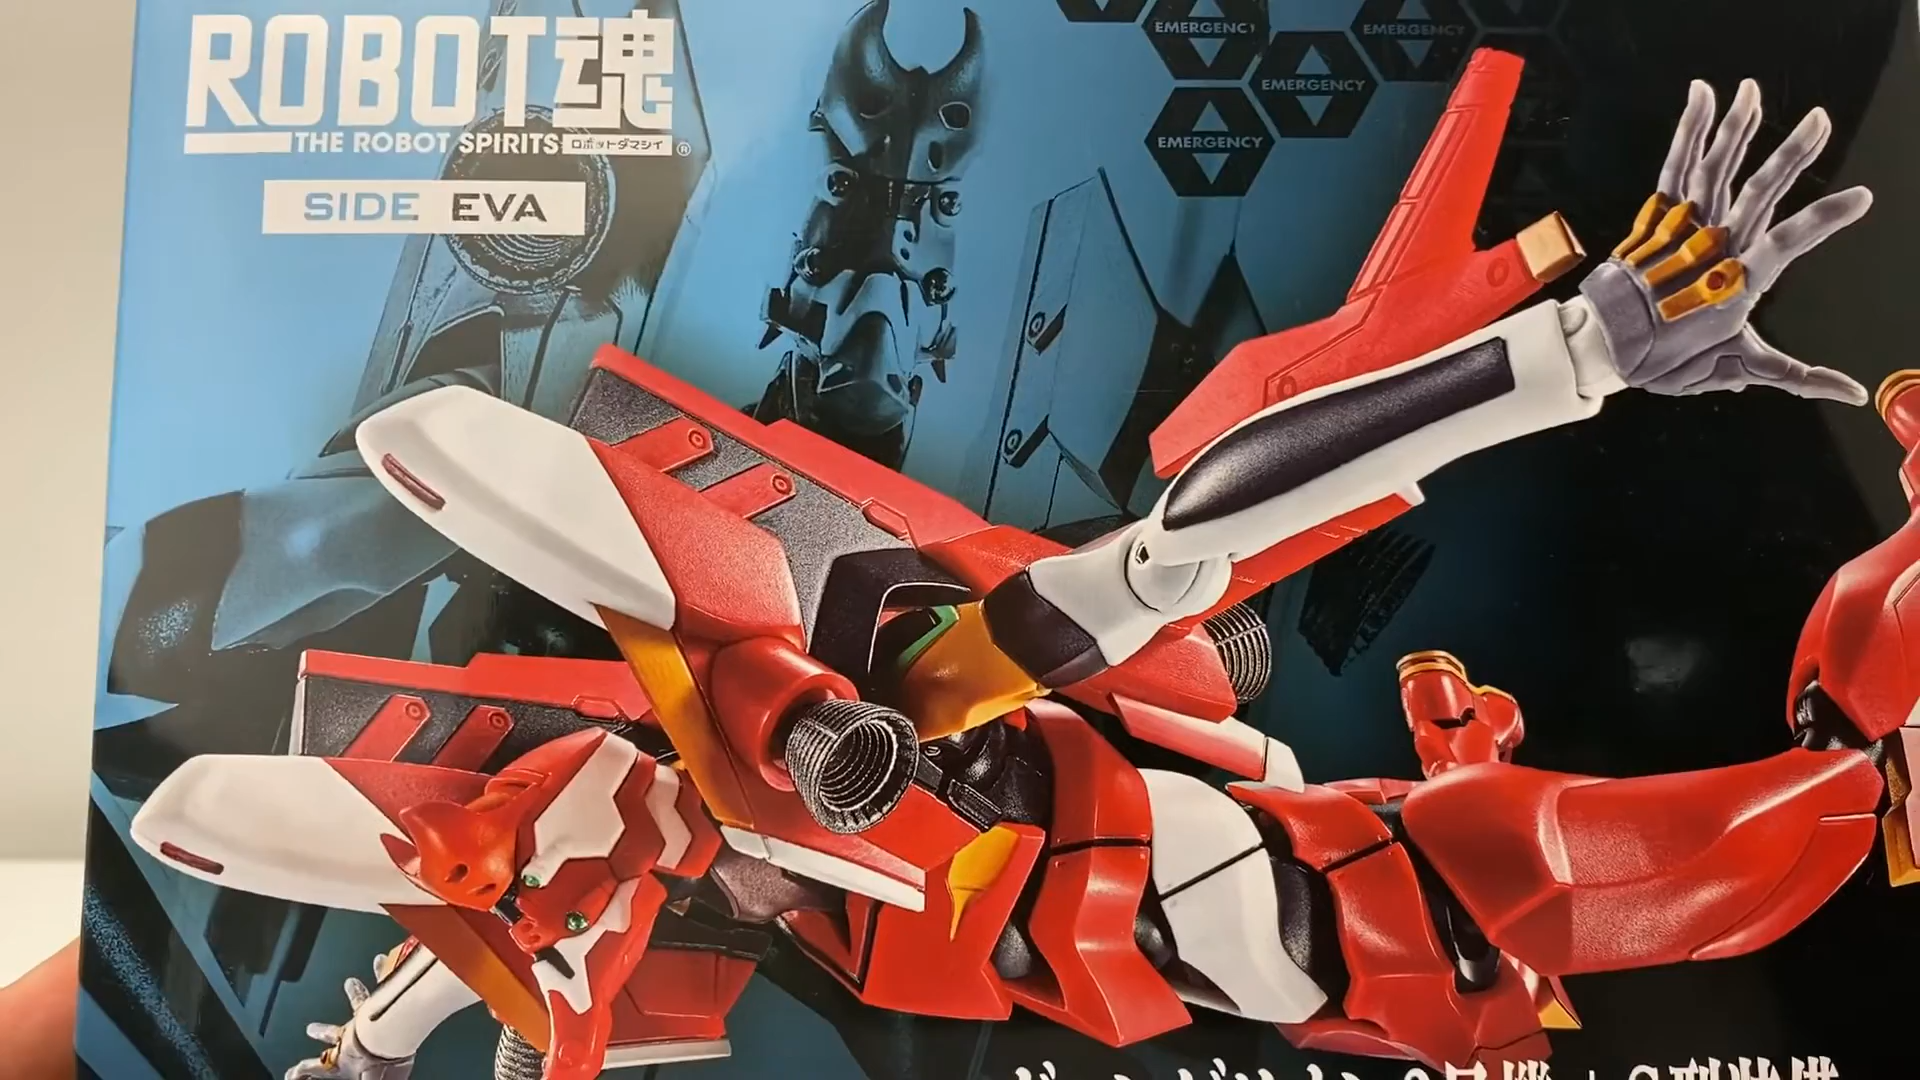 ROBOT魂
THE ROBOT SPIRITS ロボットダマシイ ®
SIDE EVA
EMERGENCY
EMERGENCY
EMERGENCY
EMERGENCY